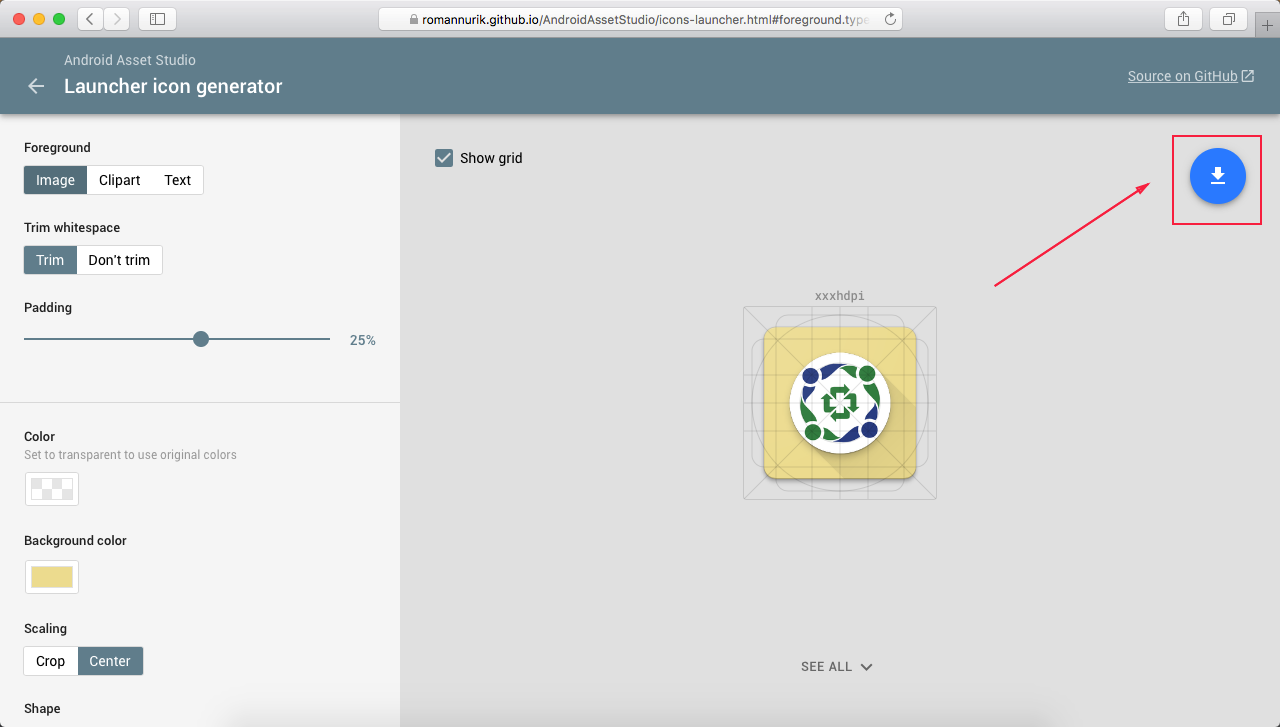 romannurik.github.io/AndroidAssetStudio/icons-launcher.html#foreground.type
Android Asset Studio
Launcher icon generator
Source on GitHub
Foreground
Image Clipart Text
Trim whitespace
Trim Don't trim
Padding
25%
Color
Set to transparent to use original colors
Background color
Scaling
Crop Center
Shape
Show grid
xxxhdpi
SEE ALL